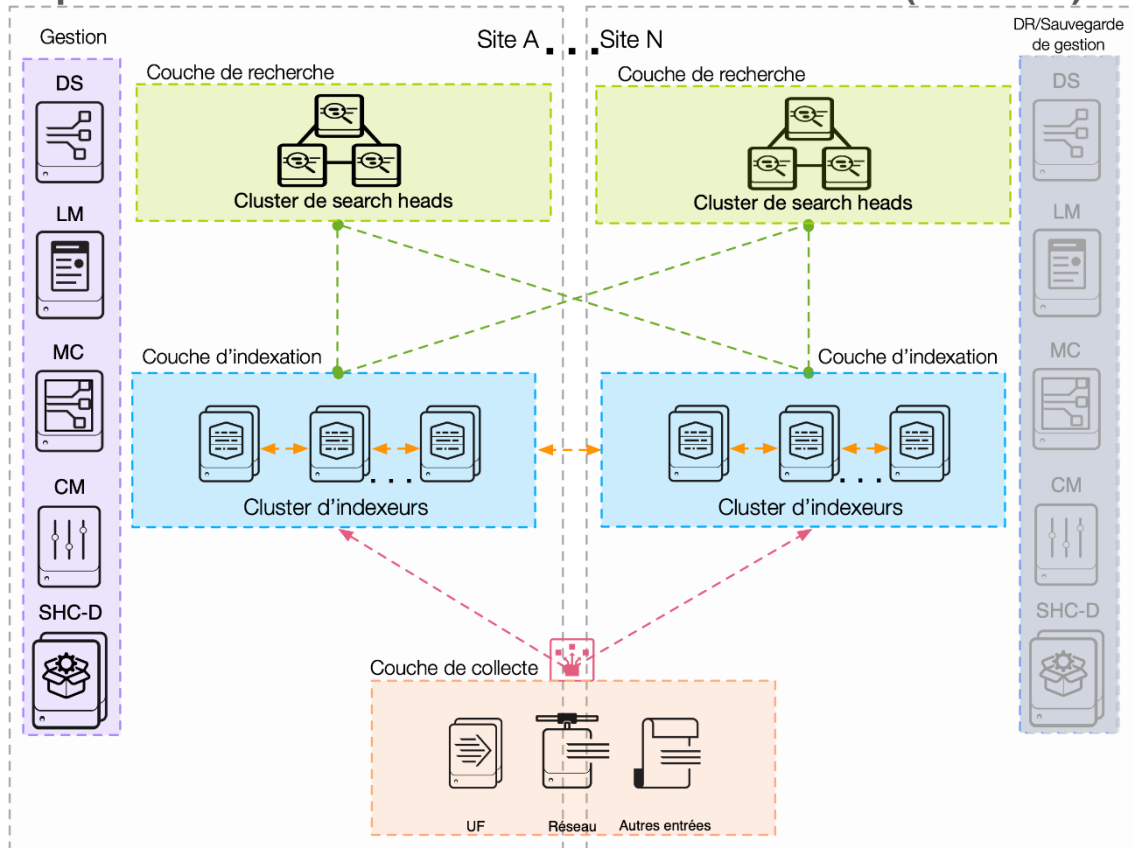 Gestion
Site A
Site N
DR/Sauvegarde
de gestion
DS
Couche de recherche
Couche de recherche
DS
Cluster de search heads
Cluster de search heads
LM
LM
MC
Couche d'indexation
Couche d'indexation
MC
CM
Cluster d'indexeurs
Cluster d'indexeurs
CM
SHC-D
SHC-D
Couche de collecte
UF
Réseau
Autres entrées